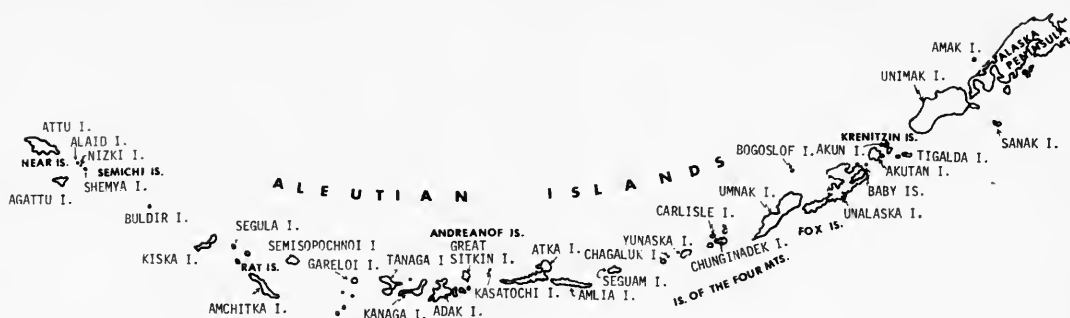 AMAK I.
ALASKA
PENINSULA
UNIMAK I.
ATTU I.
ALAID I.
NIZKI I.
NEAR IS.
SEMICHI IS.
SHEMYA I.
AGATTU I.
BULDIR I.
KISKA I.
SEGULA I.
RAT IS.
AMCHITKA I.
SEMISOPOCHNOI I
GARELOI I.
ALEUTIAN ISLANDS
TANAGA I
KANAGA I.
ANDREANOF IS.
GREAT
SITKIN I.
ADAK I.
KASATOCHI I.
ATKA I.
AMLIA I.
CHAGALUK I.
SEGUAM I.
YUNASKA I.
CARLISLE I.
CHUNGINADEK I.
IS. OF THE FOUR MTS.
UMNAK I.
BOGOSLOF I.
FOX IS.
UNALASKA I.
BABY IS.
KRENITZIN IS.
AKUN I.
AKUTAN I.
TIGALDA I.
SANAK I.